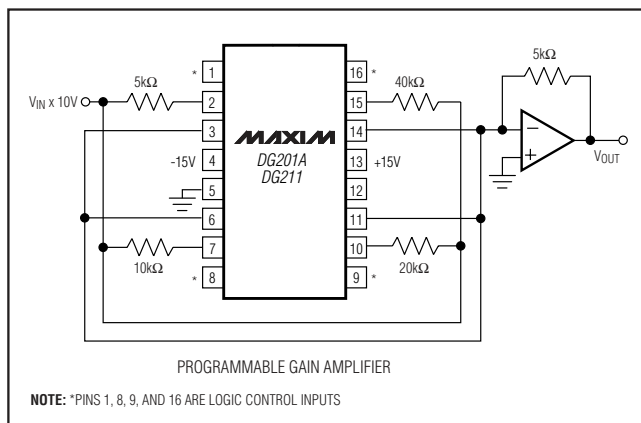 5kΩ
* 1
16 *
40kΩ
5kΩ
VIN x 10V
2
15
3
14
MAXIM
-15V
4
DG201A
13
+15V
DG211
VOUT
5
12
6
11
7
10
10kΩ
20kΩ
* 8
9 *
−
+
PROGRAMMABLE GAIN AMPLIFIER
NOTE: *PINS 1, 8, 9, AND 16 ARE LOGIC CONTROL INPUTS